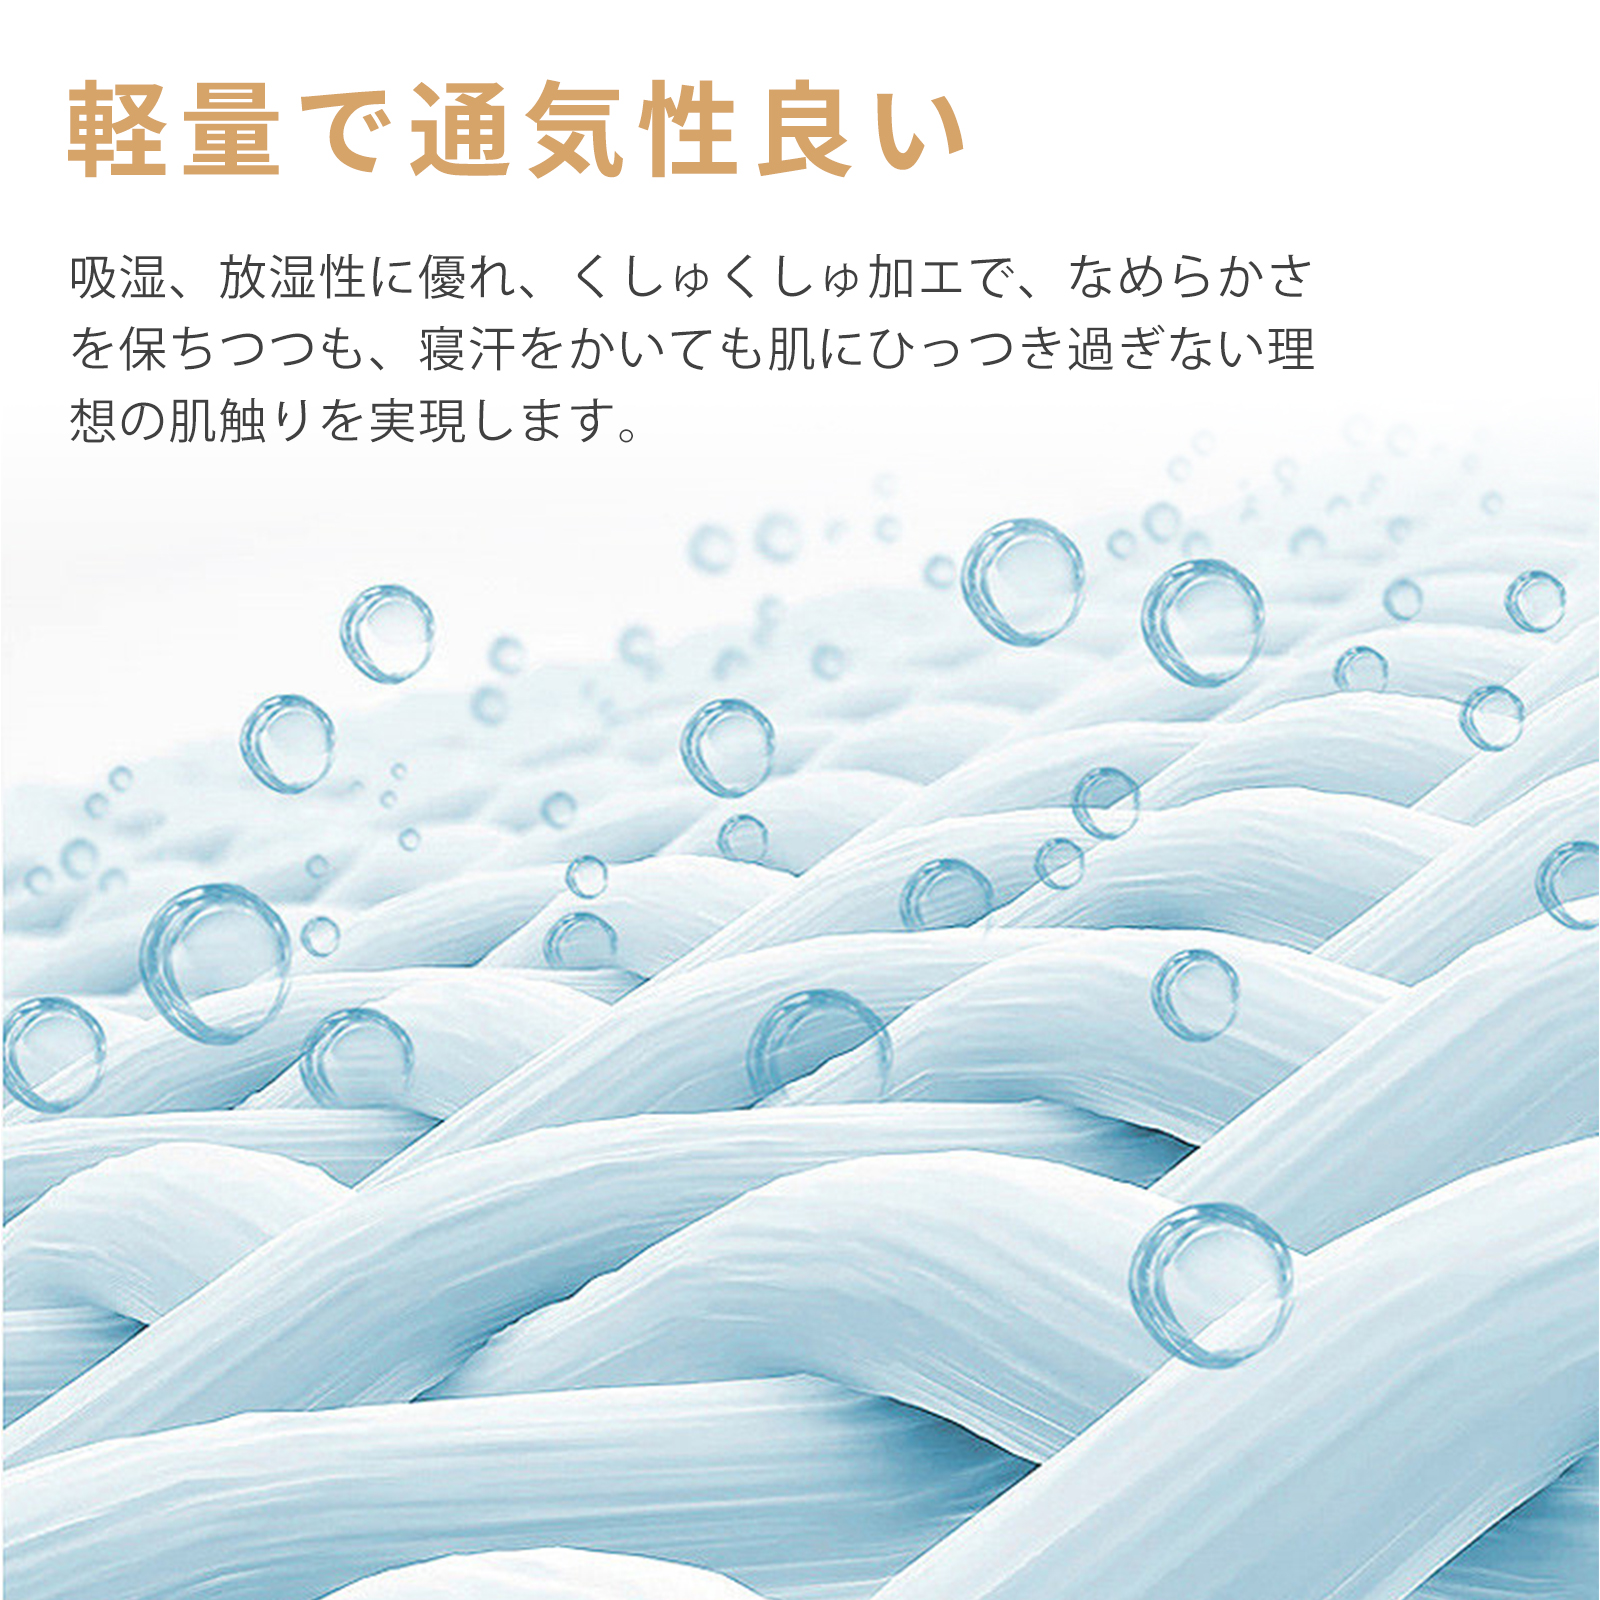 軽量で通気性良い
吸湿、放湿性に優れ、くしゅくしゅ加工で、なめらかさ
を保ちつつも、寝汗をかいても肌にひっつき過ぎない理
想の肌触りを実現します。